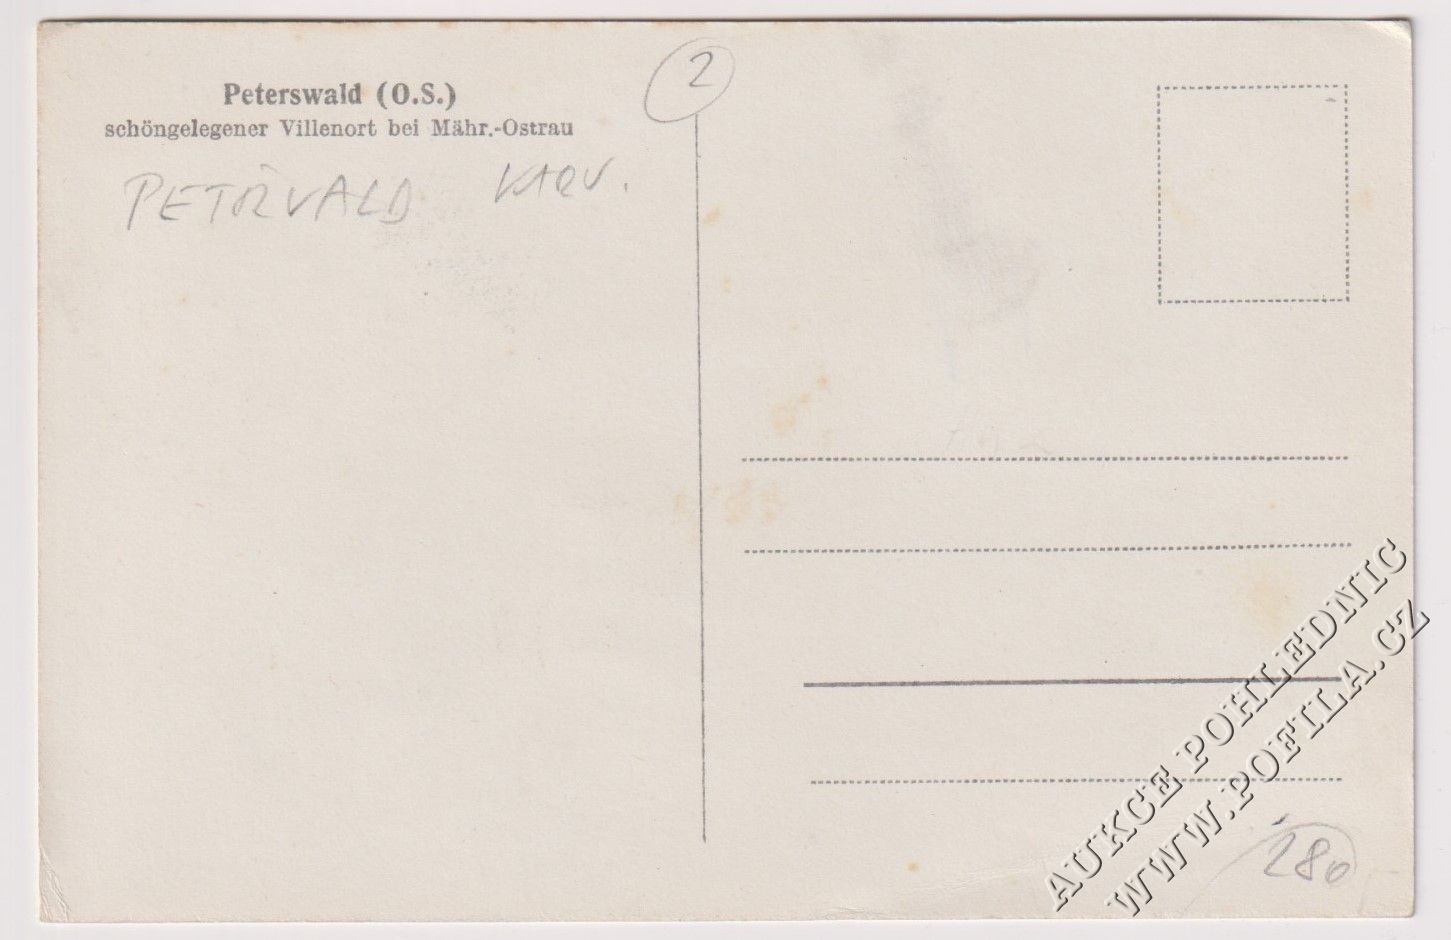 Peterswald (O.S.)
schöngelegener Villenort bei Mähr.-Ostrau
2
PETŘVALD KARV.
AUKCE POHLEDNIC
WWW.POFILA.CZ
280